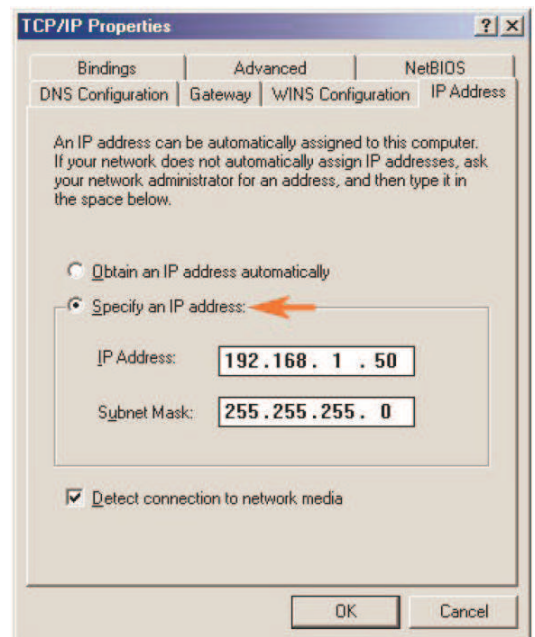 TCP/IP Properties
Bindings Advanced NetBIOS
DNS Configuration Gateway WINS Configuration IP Address
An IP address can be automatically assigned to this computer.
If your network does not automatically assign IP addresses, ask
your network administrator for an address, and then type it in
the space below.
Obtain an IP address automatically
Specify an IP address:
IP Address: 192.168. 1 .50
Subnet Mask: 255.255.255. 0
Detect connection to network media
OK Cancel